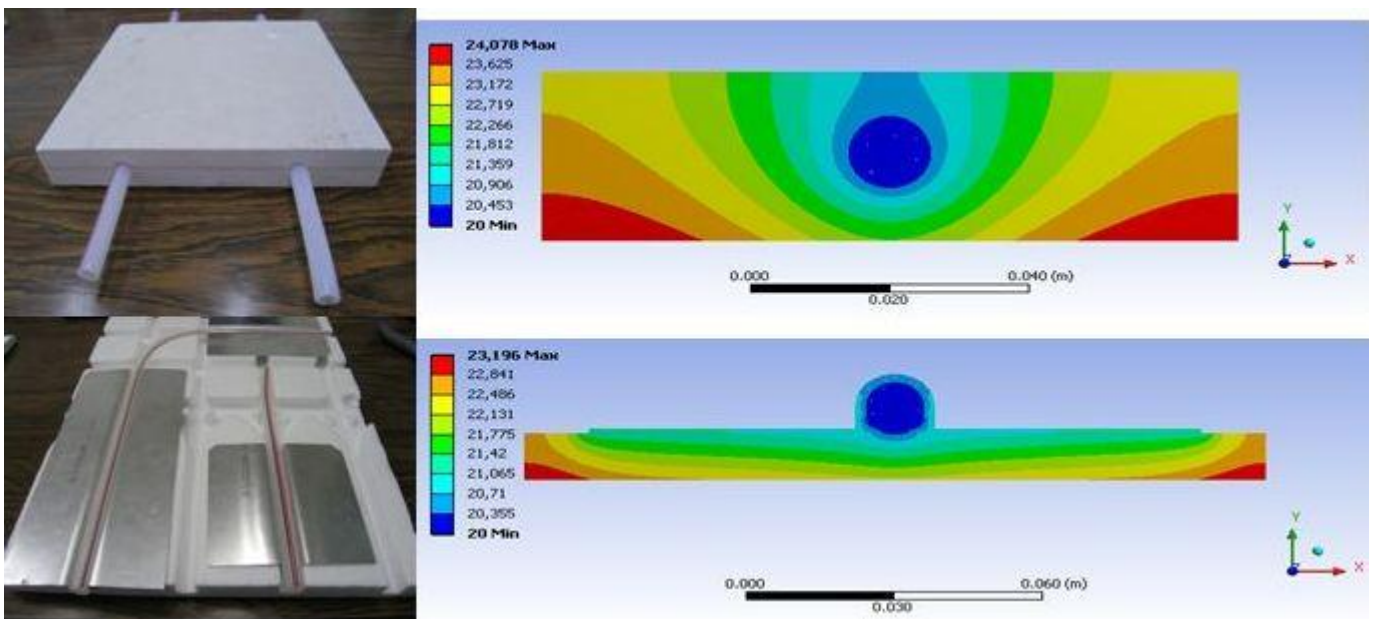 24,078 Max
23,625
23,172
22,719
22,266
21,812
21,359
20,906
20,453
20 Min
0.000
0.040 (m)
0.020
Y
X
23,196 Max
22,841
22,486
22,131
21,775
21,42
21,065
20,71
20,355
20 Min
0.000
0.060 (m)
0.030
Y
X